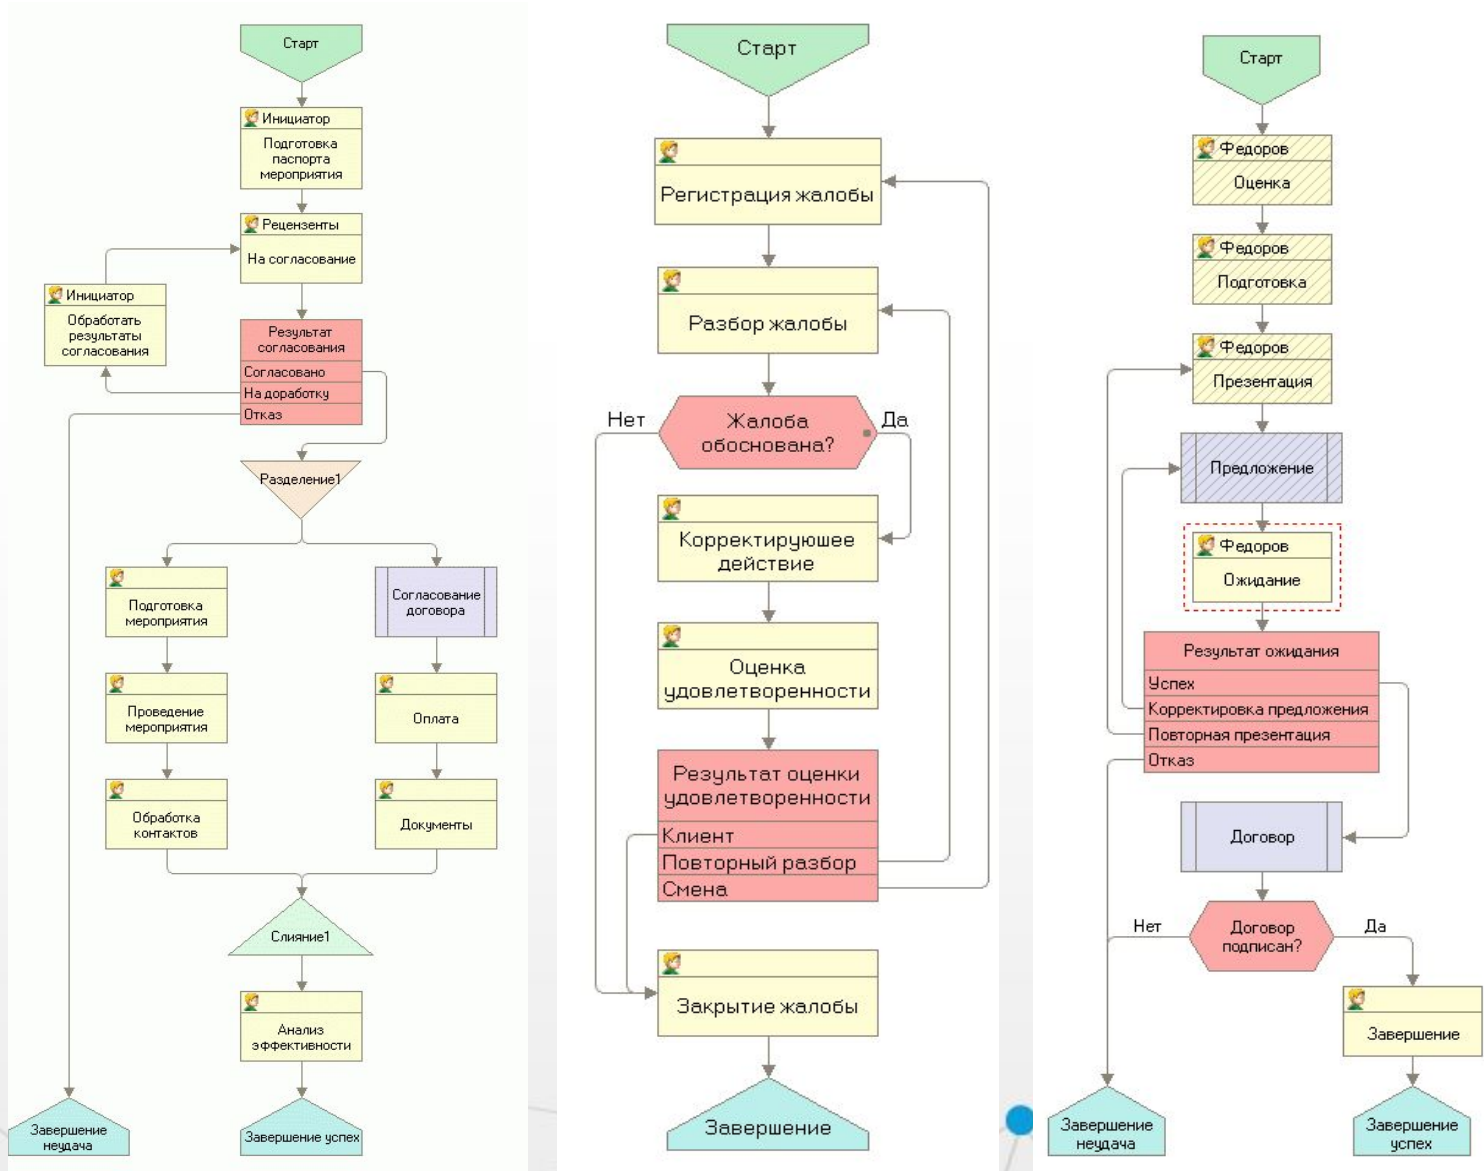 Старт
Инициатор
Подготовка
паспорта
мероприятия
Рецензенты
На согласование
Инициатор
Обработать
результаты
согласования
Результат
согласования
Согласовано
На доработку
Отказ
Разделение1
Подготовка
мероприятия
Согласование
договора
Проведение
мероприятия
Оплата
Обработка
контактов
Документы
Слияние1
Анализ
эффективности
Завершение
неудача
Завершение успех
Старт
Регистрация жалобы
Разбор жалобы
Нет
Жалоба
обоснована?
Да
Корректируюшее
действие
Оценка
удовлетворенности
Результат оценки
удовлетворенности
Клиент
Повторный разбор
Смена
Закрытие жалобы
Завершение
Старт
Федоров
Оценка
Федоров
Подготовка
Федоров
Презентация
Предложение
Федоров
Ожидание
Результат ожидания
Успех
Корректировка предложения
Повторная презентация
Отказ
Договор
Нет
Договор
подписан?
Да
Завершение
Завершение
неудача
Завершение
успех